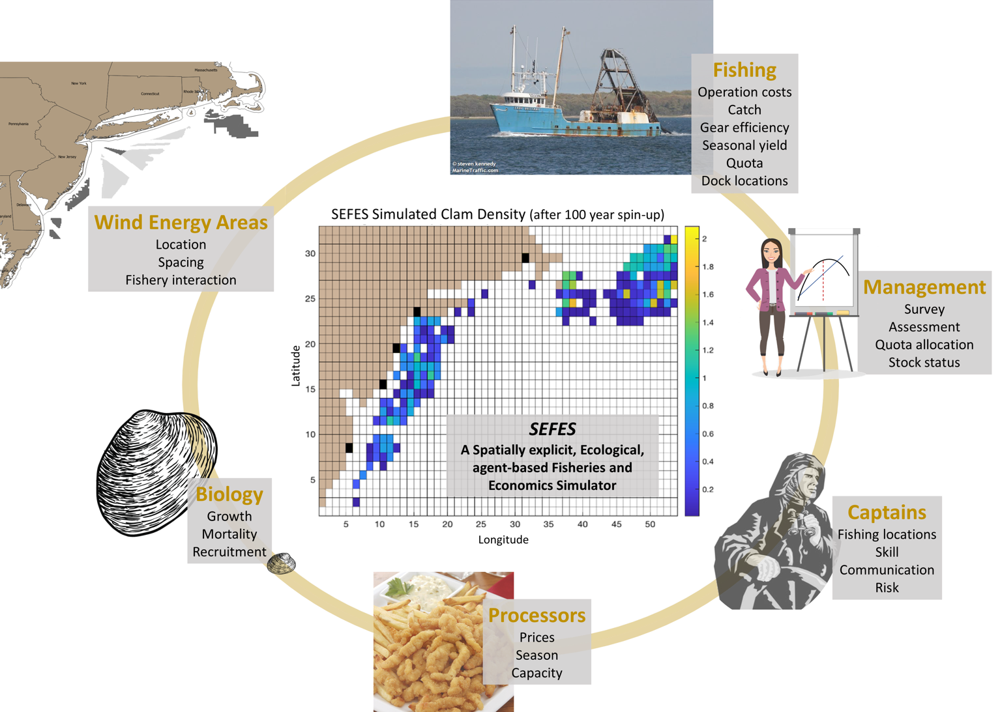 Fishing
Operation costs
Catch
Gear efficiency
Seasonal yield
Quota
Dock locations
© steven kennedy
MarineTraffic.com
Massachusetts
New York
Connecticut
Pennsylvania
New Jersey
Delaware
Wind Energy Areas
Location
Spacing
Fishery interaction
SEFES Simulated Clam Density (after 100 year spin-up)
30
25
20
15
10
5
Latitude
5
10
15
20
25
30
35
40
45
50
Longitude
2
1.8
1.6
1.4
1.2
1
0.8
0.6
0.4
0.2
SEFES
A Spatially explicit, Ecological,
agent-based Fisheries and
Economics Simulator
Management
Survey
Assessment
Quota allocation
Stock status
Biology
Growth
Mortality
Recruitment
Captains
Fishing locations
Skill
Communication
Risk
Processors
Prices
Season
Capacity